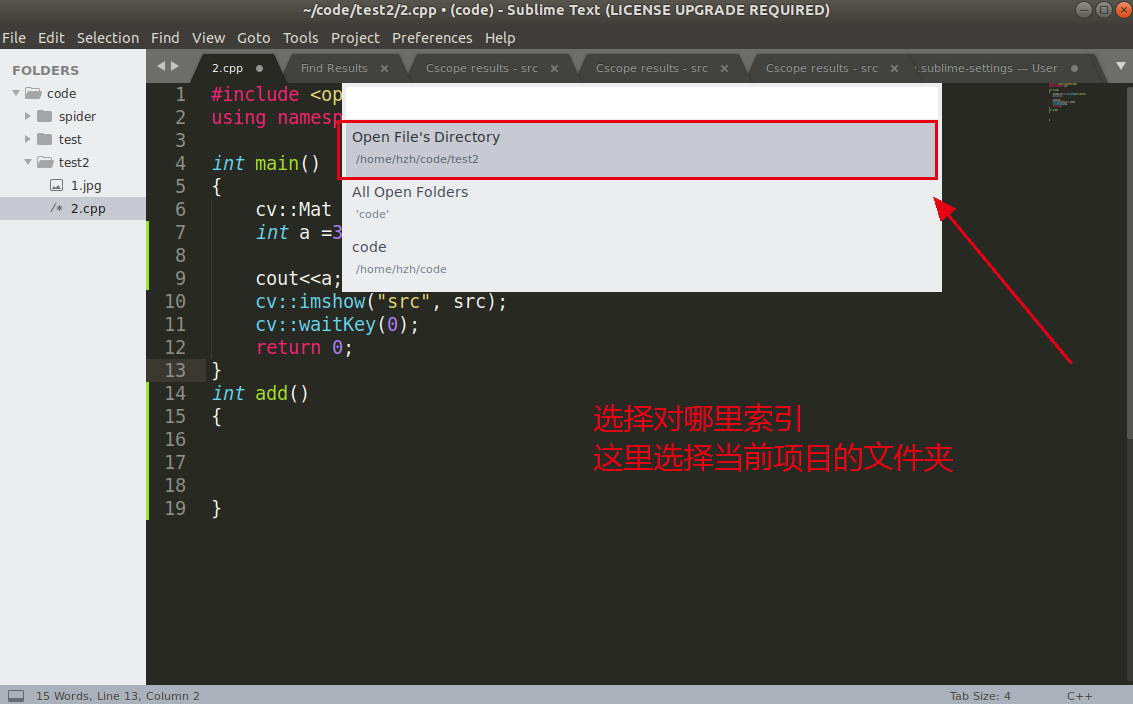 ~/code/test2/2.cpp • (code) - Sublime Text (LICENSE UPGRADE REQUIRED)
File Edit Selection Find View Goto Tools Project Preferences Help
FOLDERS
code
spider
test
test2
1.jpg
/* 2.cpp
2.cpp
Find Results
Cscope results - src
Cscope results - src
Cscope results - src
.sublime-settings — User
1 #include <op
2 using namesp
3
4 int main()
5 {
6 cv::Mat
7 int a =3
8
9 cout<<a;
10 cv::imshow("src", src);
11 cv::waitKey(0);
12 return 0;
13 }
14 int add()
15 {
16
17
18
19 }
Open File's Directory
/home/hzh/code/test2
All Open Folders
'code'
code
/home/hzh/code
选择对哪里索引
这里选择当前项目的文件夹
15 Words, Line 13, Column 2
Tab Size: 4
C++